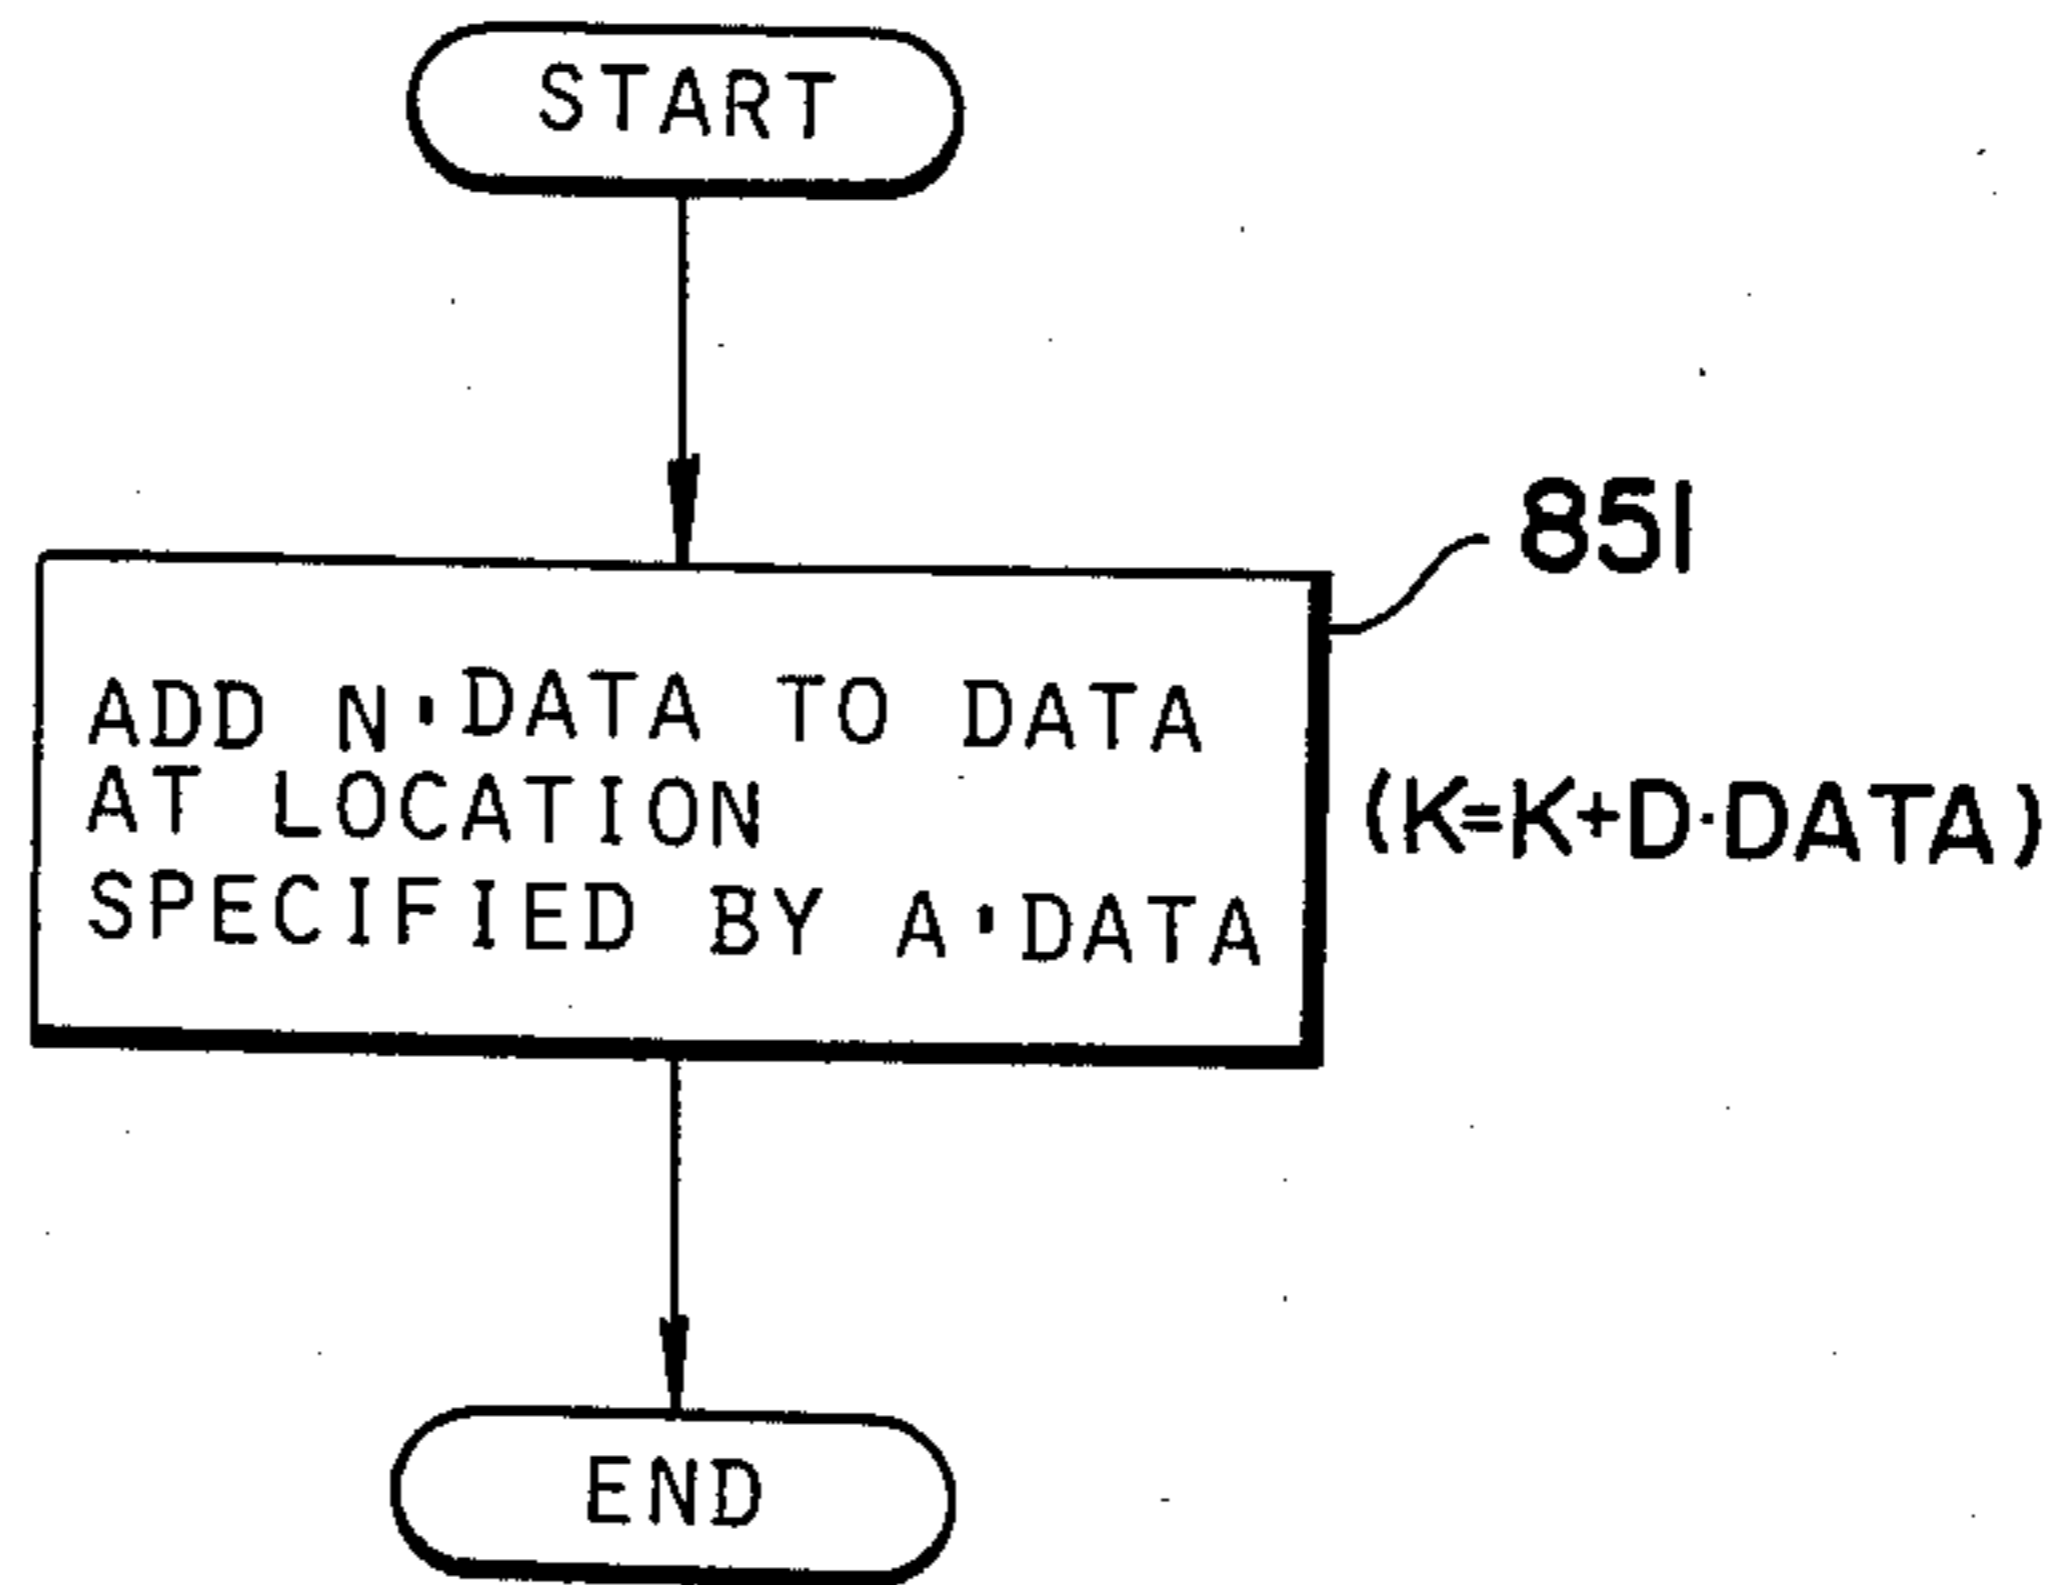 START
851
ADD N·DATA TO DATA
AT LOCATION
SPECIFIED BY A·DATA
(K=K+D·DATA)
END